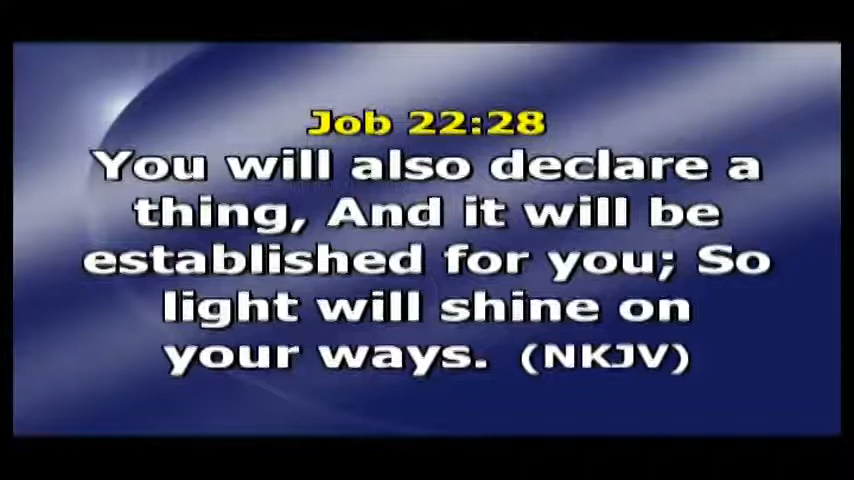 Job 22:28
You will also declare a
thing, And it will be
established for you; So
light will shine on
your ways. (NKJV)